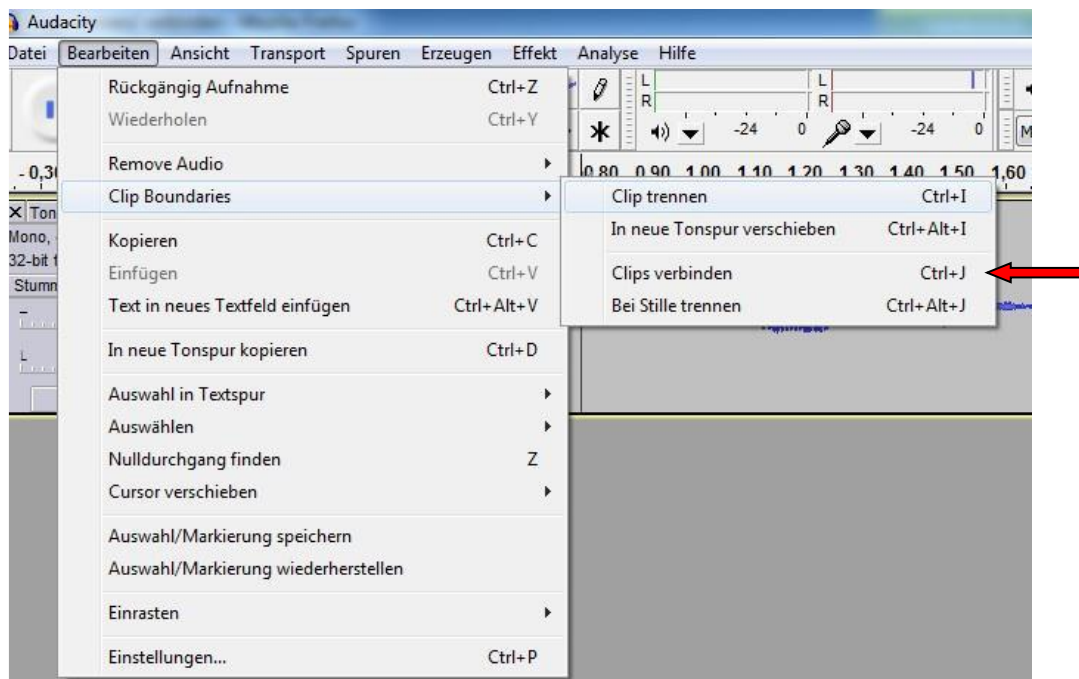 Audacity
Datei Bearbeiten Ansicht Transport Spuren Erzeugen Effekt Analyse Hilfe
Rückgängig Aufnahme Ctrl+Z
Wiederholen Ctrl+Y
Remove Audio
Clip Boundaries
Kopieren Ctrl+C
Einfügen Ctrl+V
Text in neues Textfeld einfügen Ctrl+Alt+V
In neue Tonspur kopieren Ctrl+D
Auswahl in Textspur
Auswählen
Nulldurchgang finden Z
Cursor verschieben
Auswahl/Markierung speichern
Auswahl/Markierung wiederherstellen
Einrasten
Einstellungen... Ctrl+P
L L
R R
-24 0 -24 0 M
- 0,3 0,80 0,90 1,00 1,10 1,20 1,30 1,40 1,50 1,60
Clip trennen Ctrl+I
In neue Tonspur verschieben Ctrl+Alt+I
Clips verbinden Ctrl+J
Bei Stille trennen Ctrl+Alt+J
X Ton
Mono,
32-bit f
Stumm
-
L